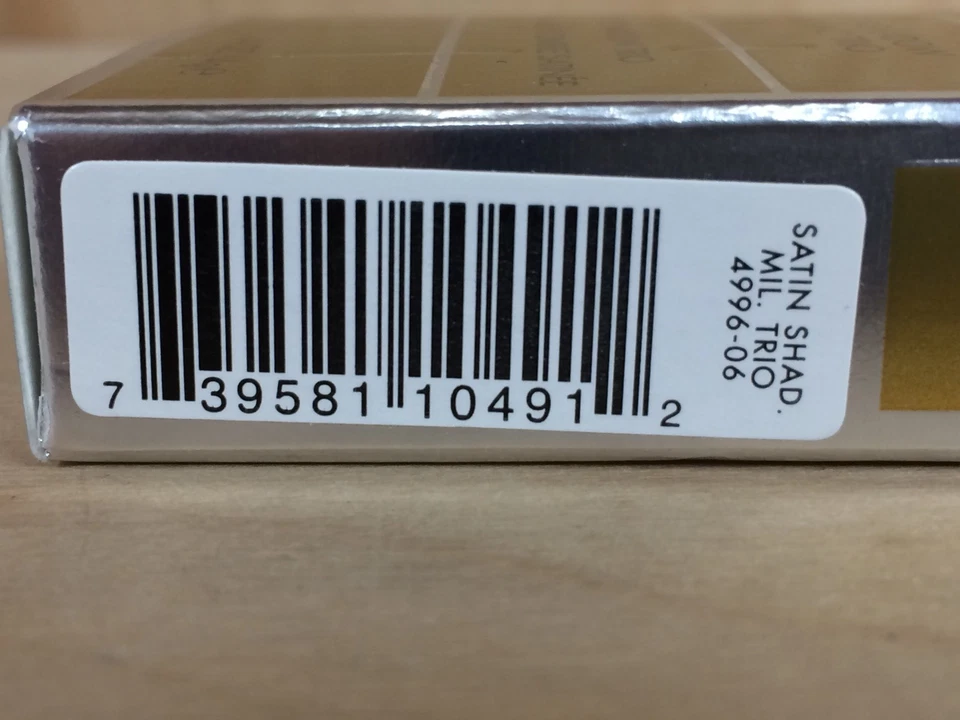 7 39581 10491 2
SATIN SHAD.
MIL. TRIO
4996-06